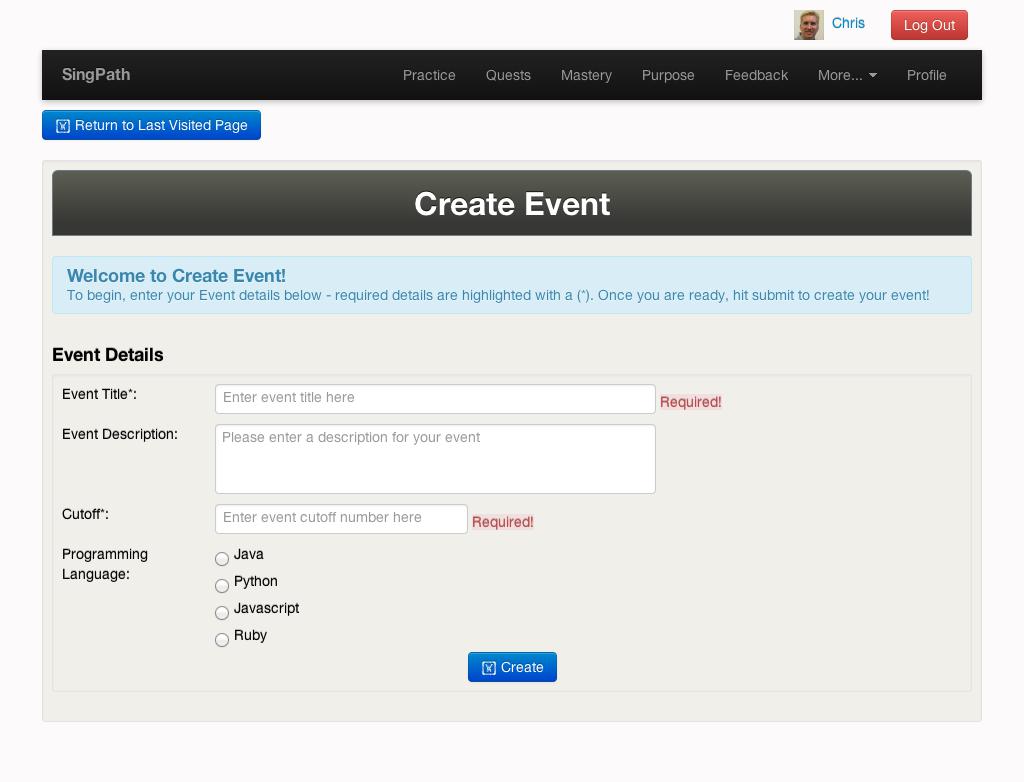 Chris
Log Out
SingPath
Practice
Quests
Mastery
Purpose
Feedback
More...
Profile
Return to Last Visited Page
Create Event
Welcome to Create Event!
To begin, enter your Event details below - required details are highlighted with a (*). Once you are ready, hit submit to create your event!
Event Details
Event Title*:
Enter event title here
Required!
Event Description:
Please enter a description for your event
Cutoff*:
Enter event cutoff number here
Required!
Programming
Language:
Java
Python
Javascript
Ruby
Create